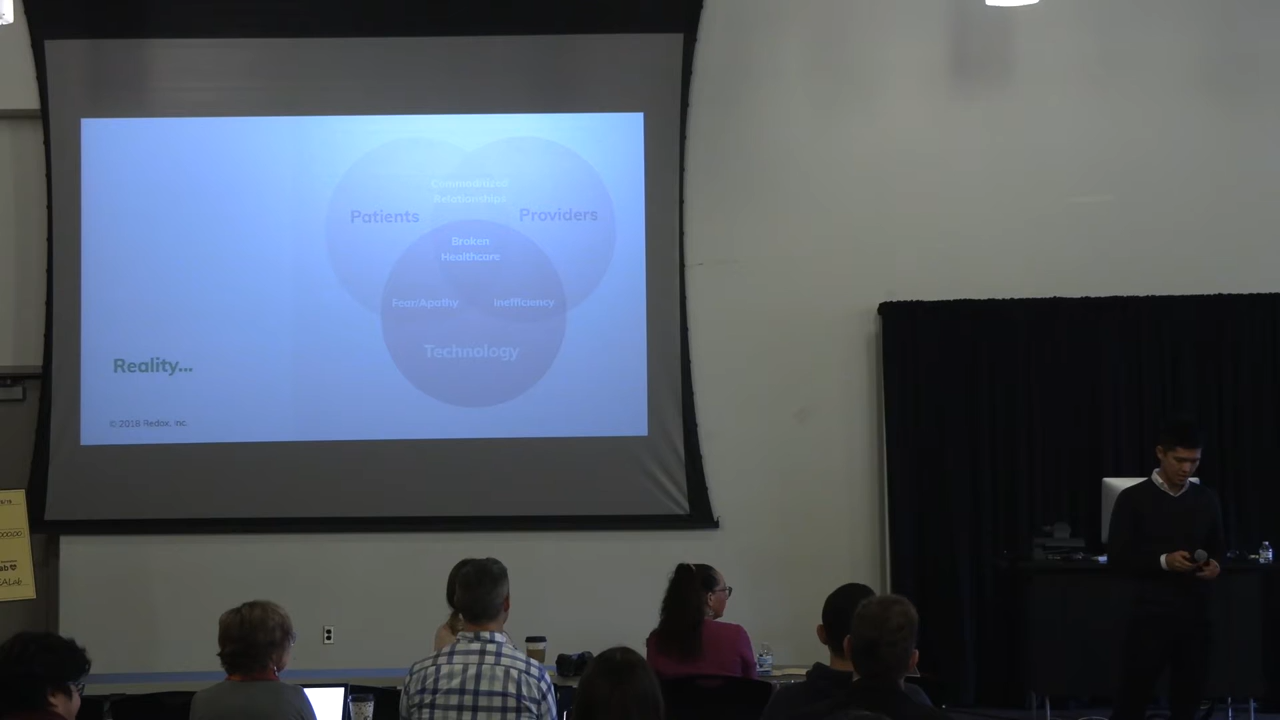 Commoditized
Relationships
Patients
Providers
Broken
Healthcare
Fear/Apathy
Inefficiency
Technology
Reality...
© 2018 Redox, Inc.